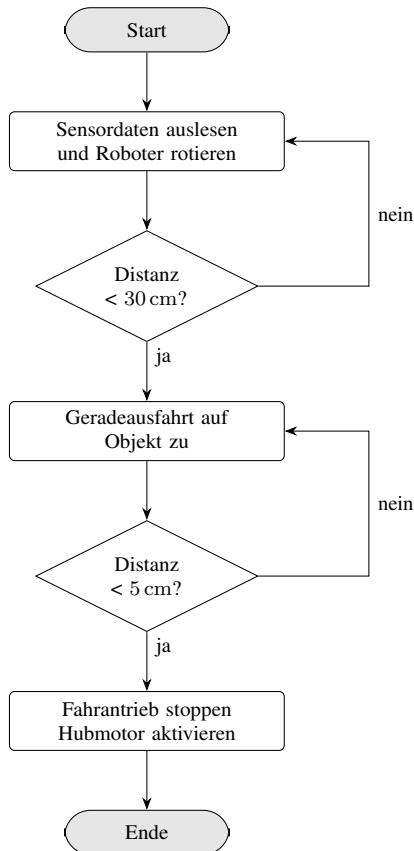 Start
Sensordaten auslesen
und Roboter rotieren
nein
Distanz
< 30 cm?
ja
Geradeausfahrt auf
Objekt zu
nein
Distanz
< 5 cm?
ja
Fahrantrieb stoppen
Hubmotor aktivieren
Ende